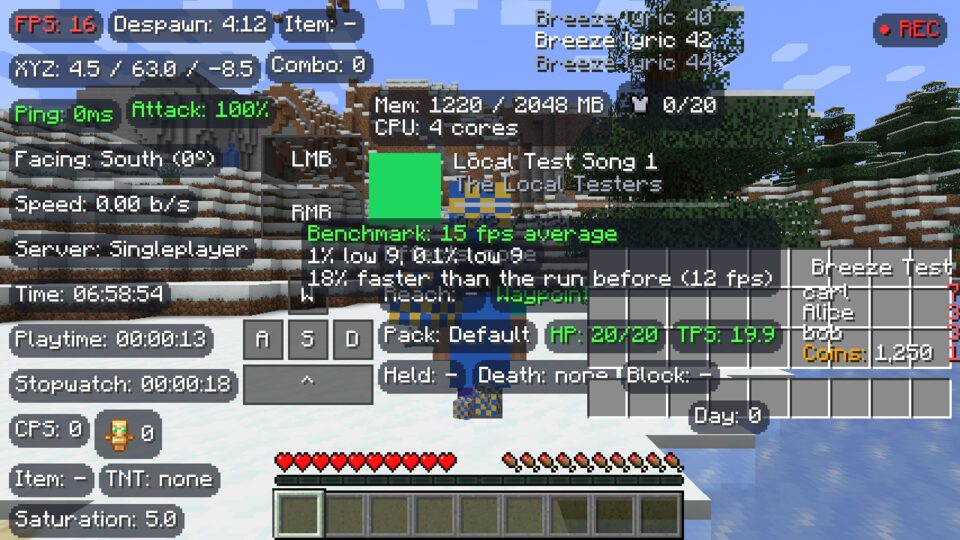 FPS: 16 Despawn: 4:12 Item: -
Breeze lyric 40
Breeze lyric 42
Breeze lyric 44
REC
XYZ: 4.5 / 63.0 / -8.5 Combo: 0
Ping: 0ms Attack: 100%
Mem: 1220 / 2048 MB 0/20
CPU: 4 cores
Facing: South (0°) LMB
Local Test Song 1
The Local Testers
Speed: 0.00 b/s RMB
Benchmark: 15 fps average
1% low 9, 0.1% low 9
18% faster than the run before (12 fps)
Server: Singleplayer
Breeze Test
Time: 06:58:54 W Reach: - Waypoint
carl 7
Alice 3
bob 3
Coins: 1,250 1
Playtime: 00:00:13 A S D Pack: Default HP: 20/20 TPS: 19.9
Stopwatch: 00:00:18 ^ Held: - Death: none Block: -
Day: 0
CPS: 0 0
Item: - TNT: none
Saturation: 5.0